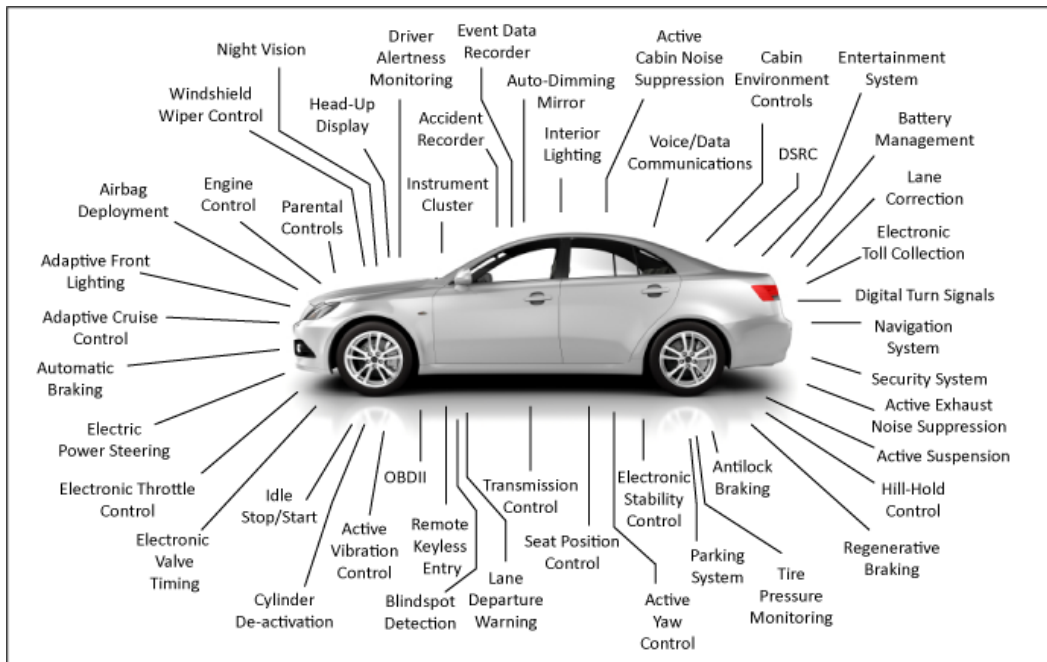 Night Vision
Driver
Alertness
Monitoring
Event Data
Recorder
Active
Cabin Noise
Suppression
Cabin
Environment
Controls
Entertainment
System
Windshield
Wiper Control
Head-Up
Display
Accident
Recorder
Auto-Dimming
Mirror
Interior
Lighting
Voice/Data
Communications
DSRC
Battery
Management
Airbag
Deployment
Engine
Control
Parental
Controls
Instrument
Cluster
Lane
Correction
Electronic
Toll Collection
Adaptive Front
Lighting
Digital Turn Signals
Adaptive Cruise
Control
Navigation
System
Automatic
Braking
Security System
Electric
Power Steering
Active Exhaust
Noise Suppression
Active Suspension
Electronic Throttle
Control
Idle
Stop/Start
OBDII
Transmission
Control
Electronic
Stability
Control
Antilock
Braking
Hill-Hold
Control
Electronic
Valve
Timing
Active
Vibration
Control
Remote
Keyless
Entry
Seat Position
Control
Parking
System
Regenerative
Braking
Cylinder
De-activation
Blindspot
Detection
Lane
Departure
Warning
Active
Yaw
Control
Tire
Pressure
Monitoring